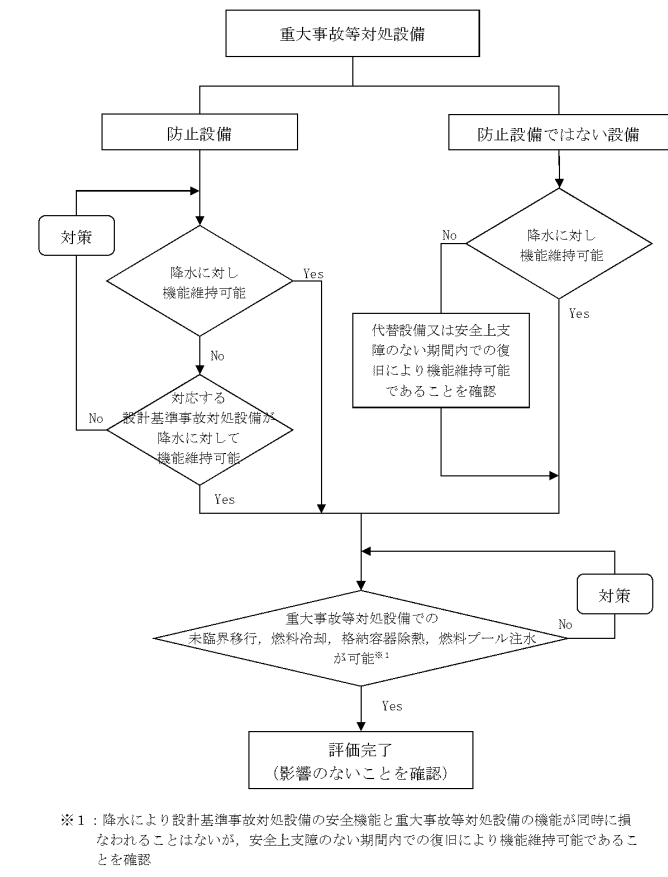 重大事故等対処設備
防止設備
防止設備ではない設備
対策
降水に対し
機能維持可能
Yes
No
対応する
設計基準事故対処設備が
降水に対して
機能維持可能
No
Yes
降水に対し
機能維持可能
No
Yes
代替設備又は安全上支
障のない期間内での復
旧により機能維持可能
であることを確認
対策
重大事故等対処設備での
未臨界移行，燃料冷却，格納容器除熱，燃料プール注水
が可能※1
No
Yes
評価完了
（影響のないことを確認）
※１：降水により設計基準事故対処設備の安全機能と重大事故等対処設備の機能が同時に損
なわれることはないが，安全上支障のない期間内での復旧により機能維持可能であるこ
とを確認